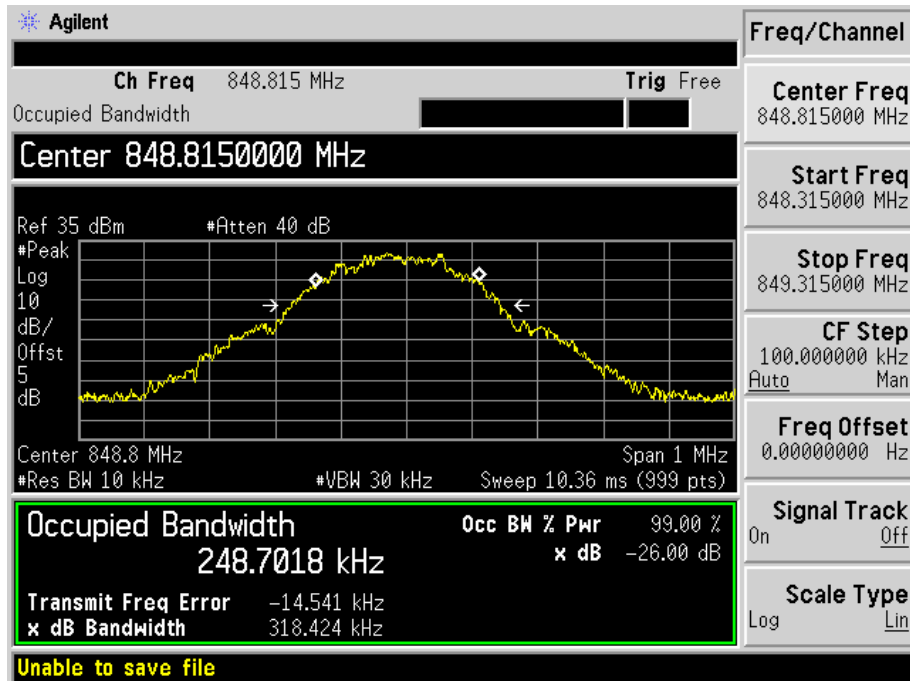 Agilent
Freq/Channel
Ch Freq 848.815 MHz Trig Free
Occupied Bandwidth
Center 848.8150000 MHz
Ref 35 dBm #Atten 40 dB
#Peak
Log
10
dB/
Offst
5
dB
Center 848.8 MHz Span 1 MHz
#Res BW 10 kHz #VBW 30 kHz Sweep 10.36 ms (999 pts)
Occupied Bandwidth Occ BW % Pwr 99.00 %
248.7018 kHz x dB -26.00 dB
Transmit Freq Error -14.541 kHz
x dB Bandwidth 318.424 kHz
Unable to save file
Center Freq
848.815000 MHz
Start Freq
848.315000 MHz
Stop Freq
849.315000 MHz
CF Step
100.000000 kHz
Auto Man
Freq Offset
0.00000000 Hz
Signal Track
On Off
Scale Type
Log Lin